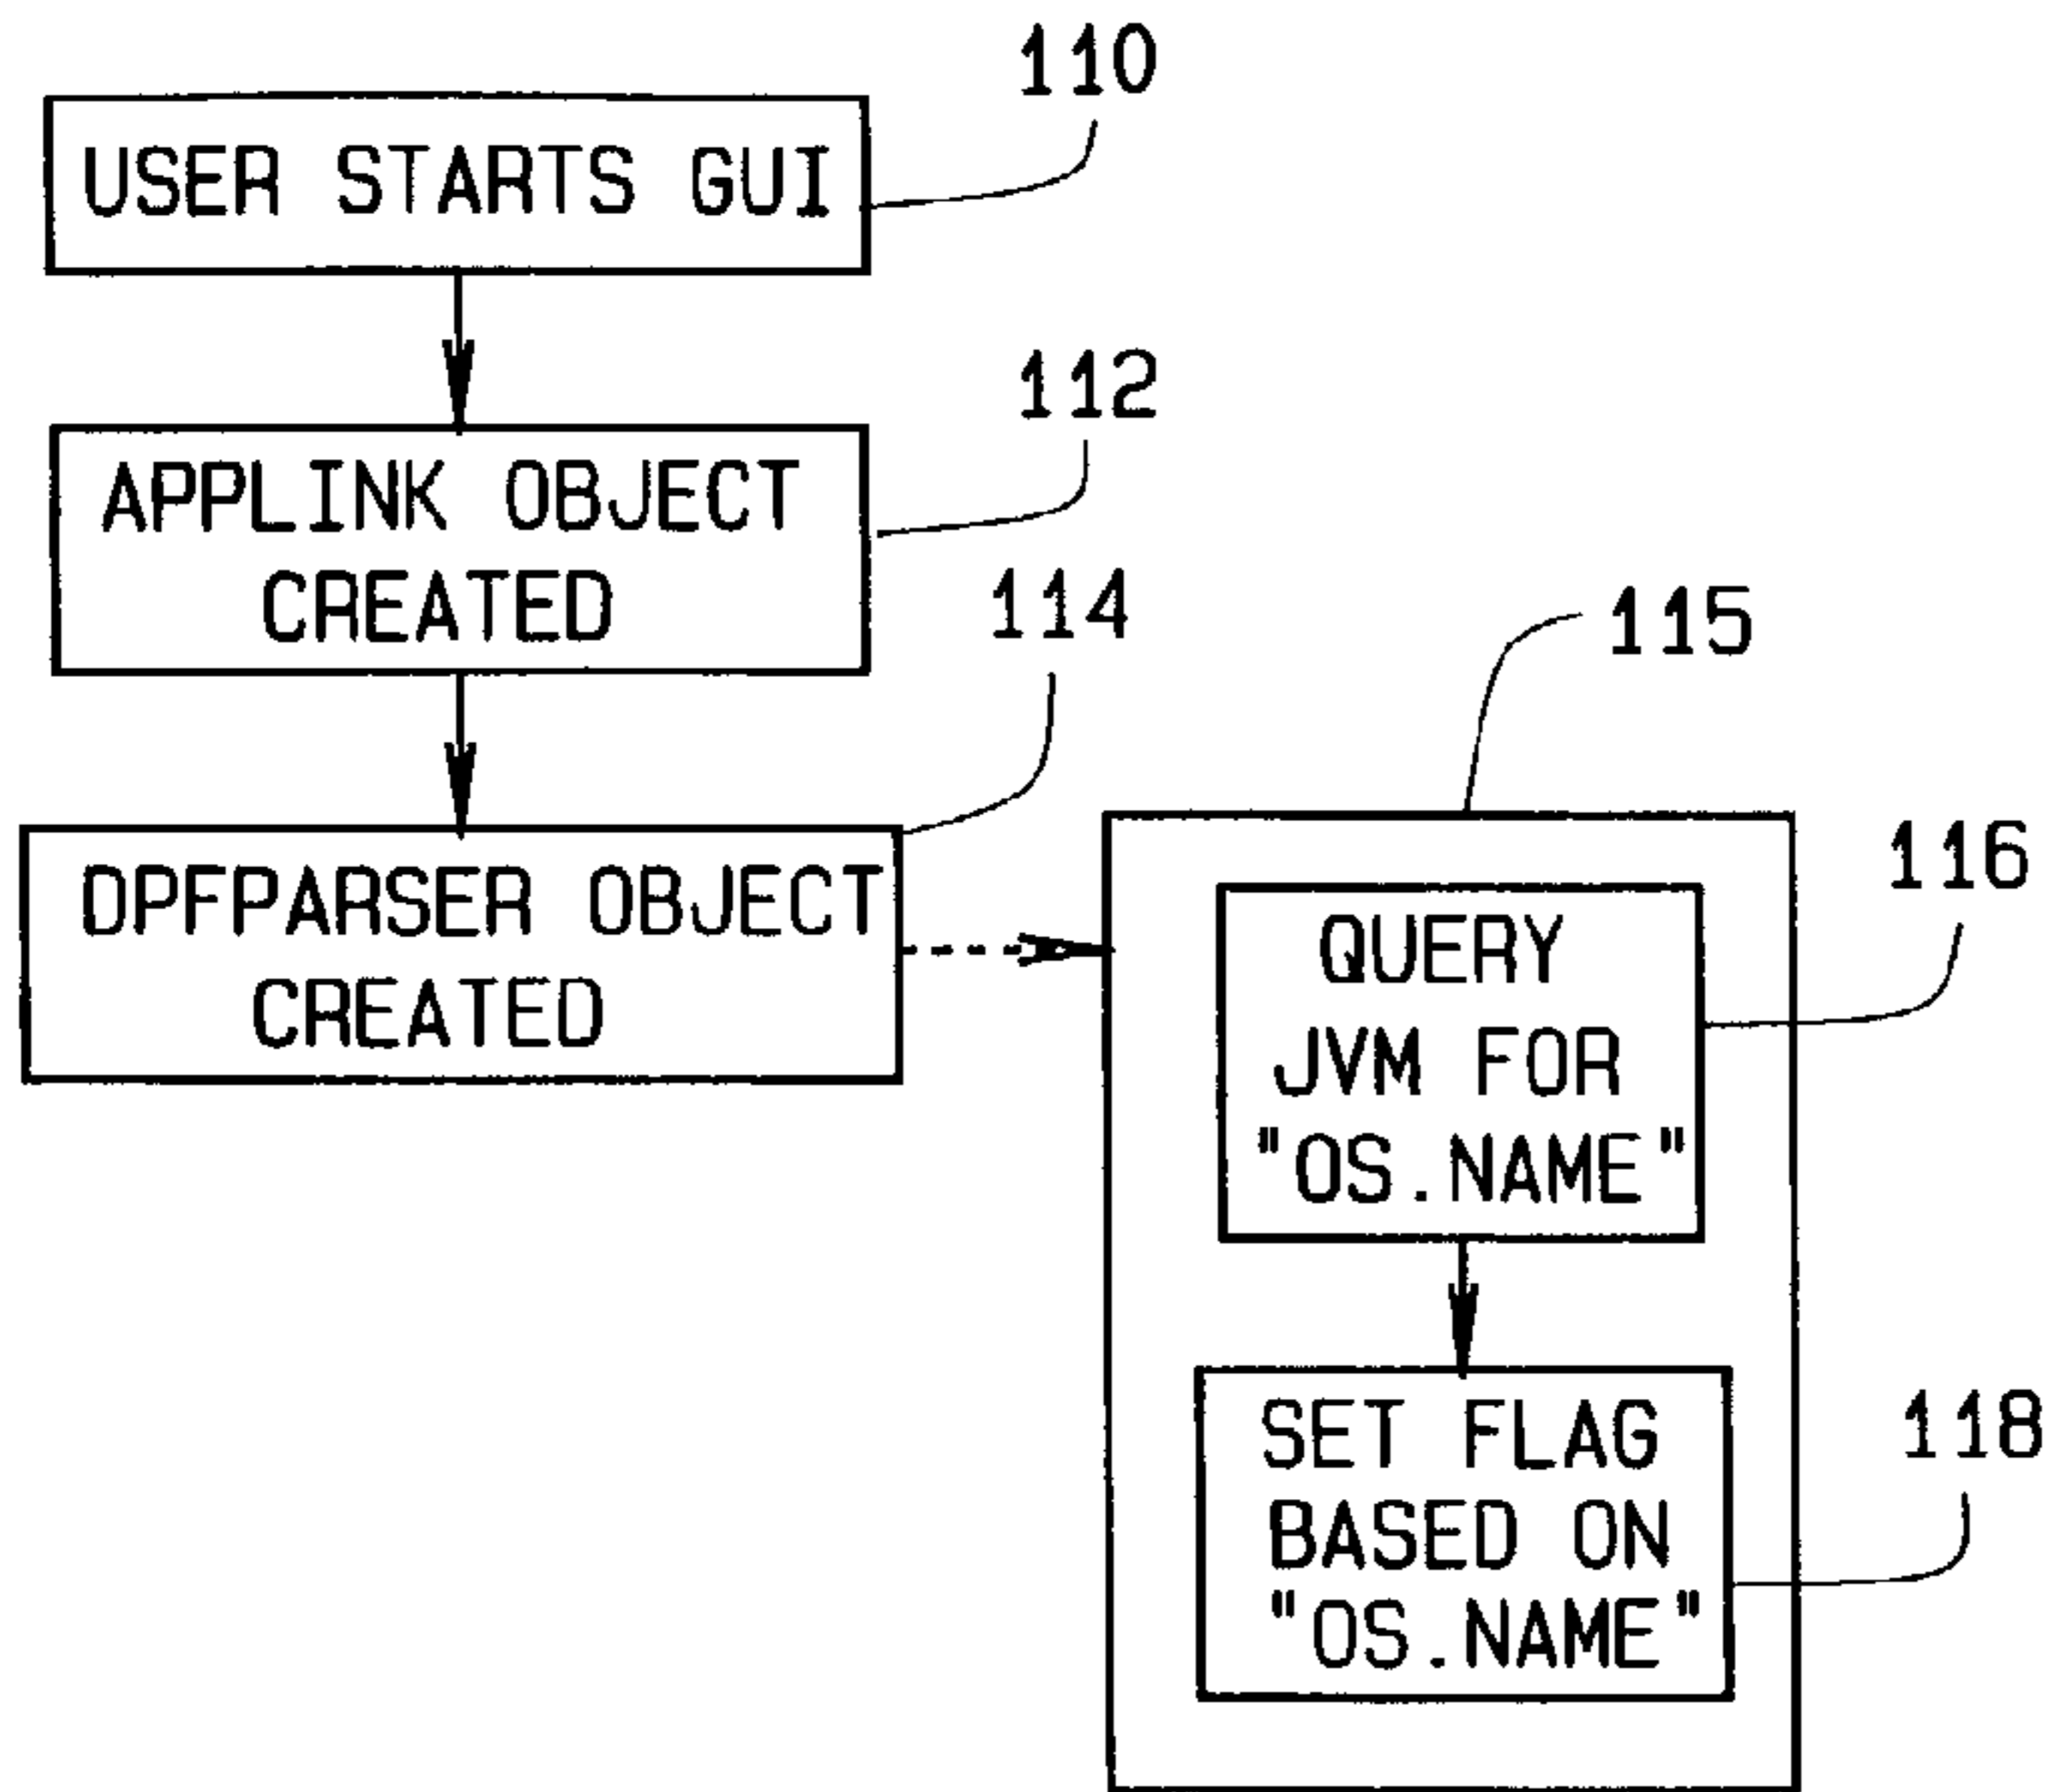 110
USER STARTS GUI
112
APPLINK OBJECT
CREATED
114
DPFPARSER OBJECT
CREATED
115
116
QUERY
JVM FOR
"OS.NAME"
118
SET FLAG
BASED ON
"OS.NAME"